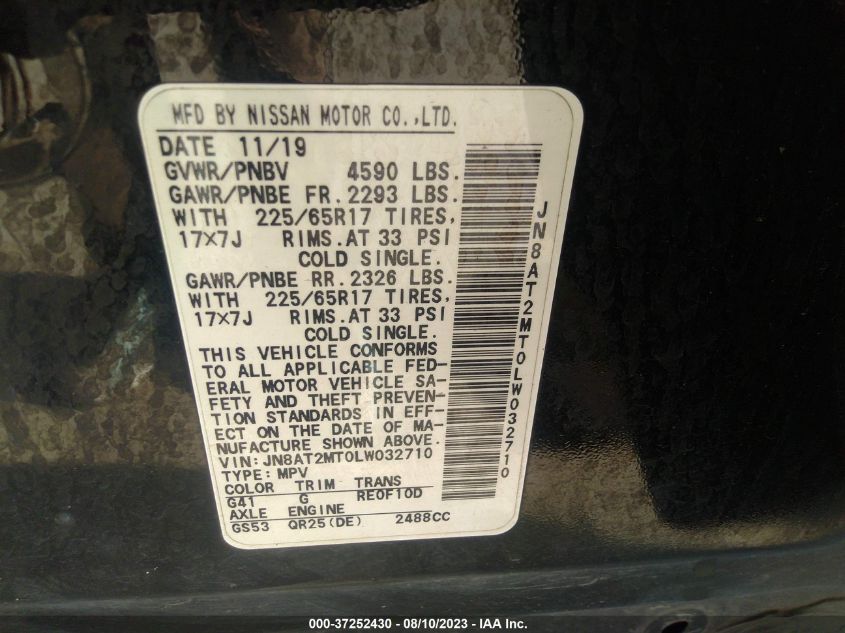 MFD BY NISSAN MOTOR CO.,LTD.
DATE 11/19
GVWR/PNBV 4590 LBS.
GAWR/PNBE FR. 2293 LBS.
WITH 225/65R17 TIRES,
17×7J RIMS.AT 33 PSI
COLD SINGLE.
GAWR/PNBE RR. 2326 LBS.
WITH 225/65R17 TIRES,
17×7J RIMS.AT 33 PSI
COLD SINGLE.
THIS VEHICLE CONFORMS
TO ALL APPLICABLE FED-
ERAL MOTOR VEHICLE SA-
FETY AND THEFT PREVEN-
TION STANDARDS IN EFF-
ECT ON THE DATE OF MA-
NUFACTURE SHOWN ABOVE.
VIN:JN8AT2MT0LW032710
TYPE:MPV
COLOR TRIM TRANS
G41 G RE0F10D
AXLE ENGINE
GS53 QR25(DE) 2488CC
JN8AT2MT0LW032710
000-37252430 - 08/10/2023 - IAA Inc.